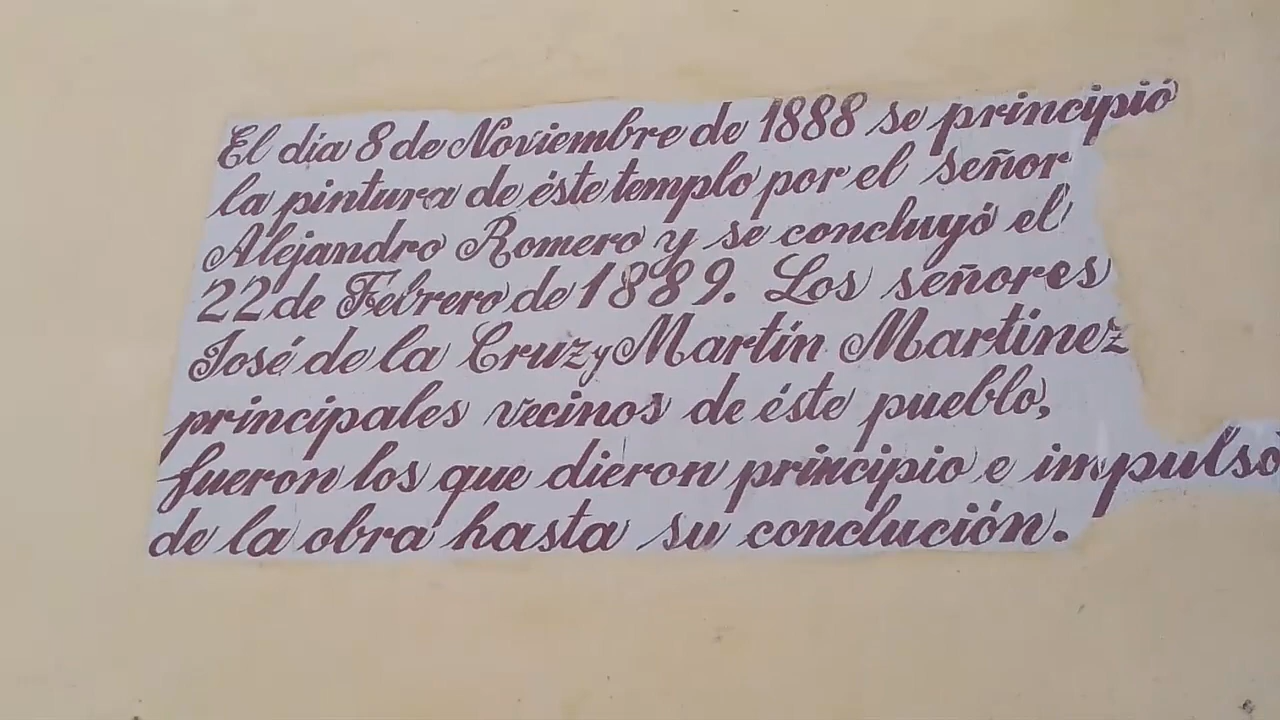 El día 8 de Noviembre de 1888 se principió
la pintura de éste templo por el señor
Alejandro Romero y se concluyó el
22 de Febrero de 1889. Los señores
José de la Cruz y Martín Martínez
principales vecinos de éste pueblo,
fueron los que dieron principio e impulso
de la obra hasta su conclución.